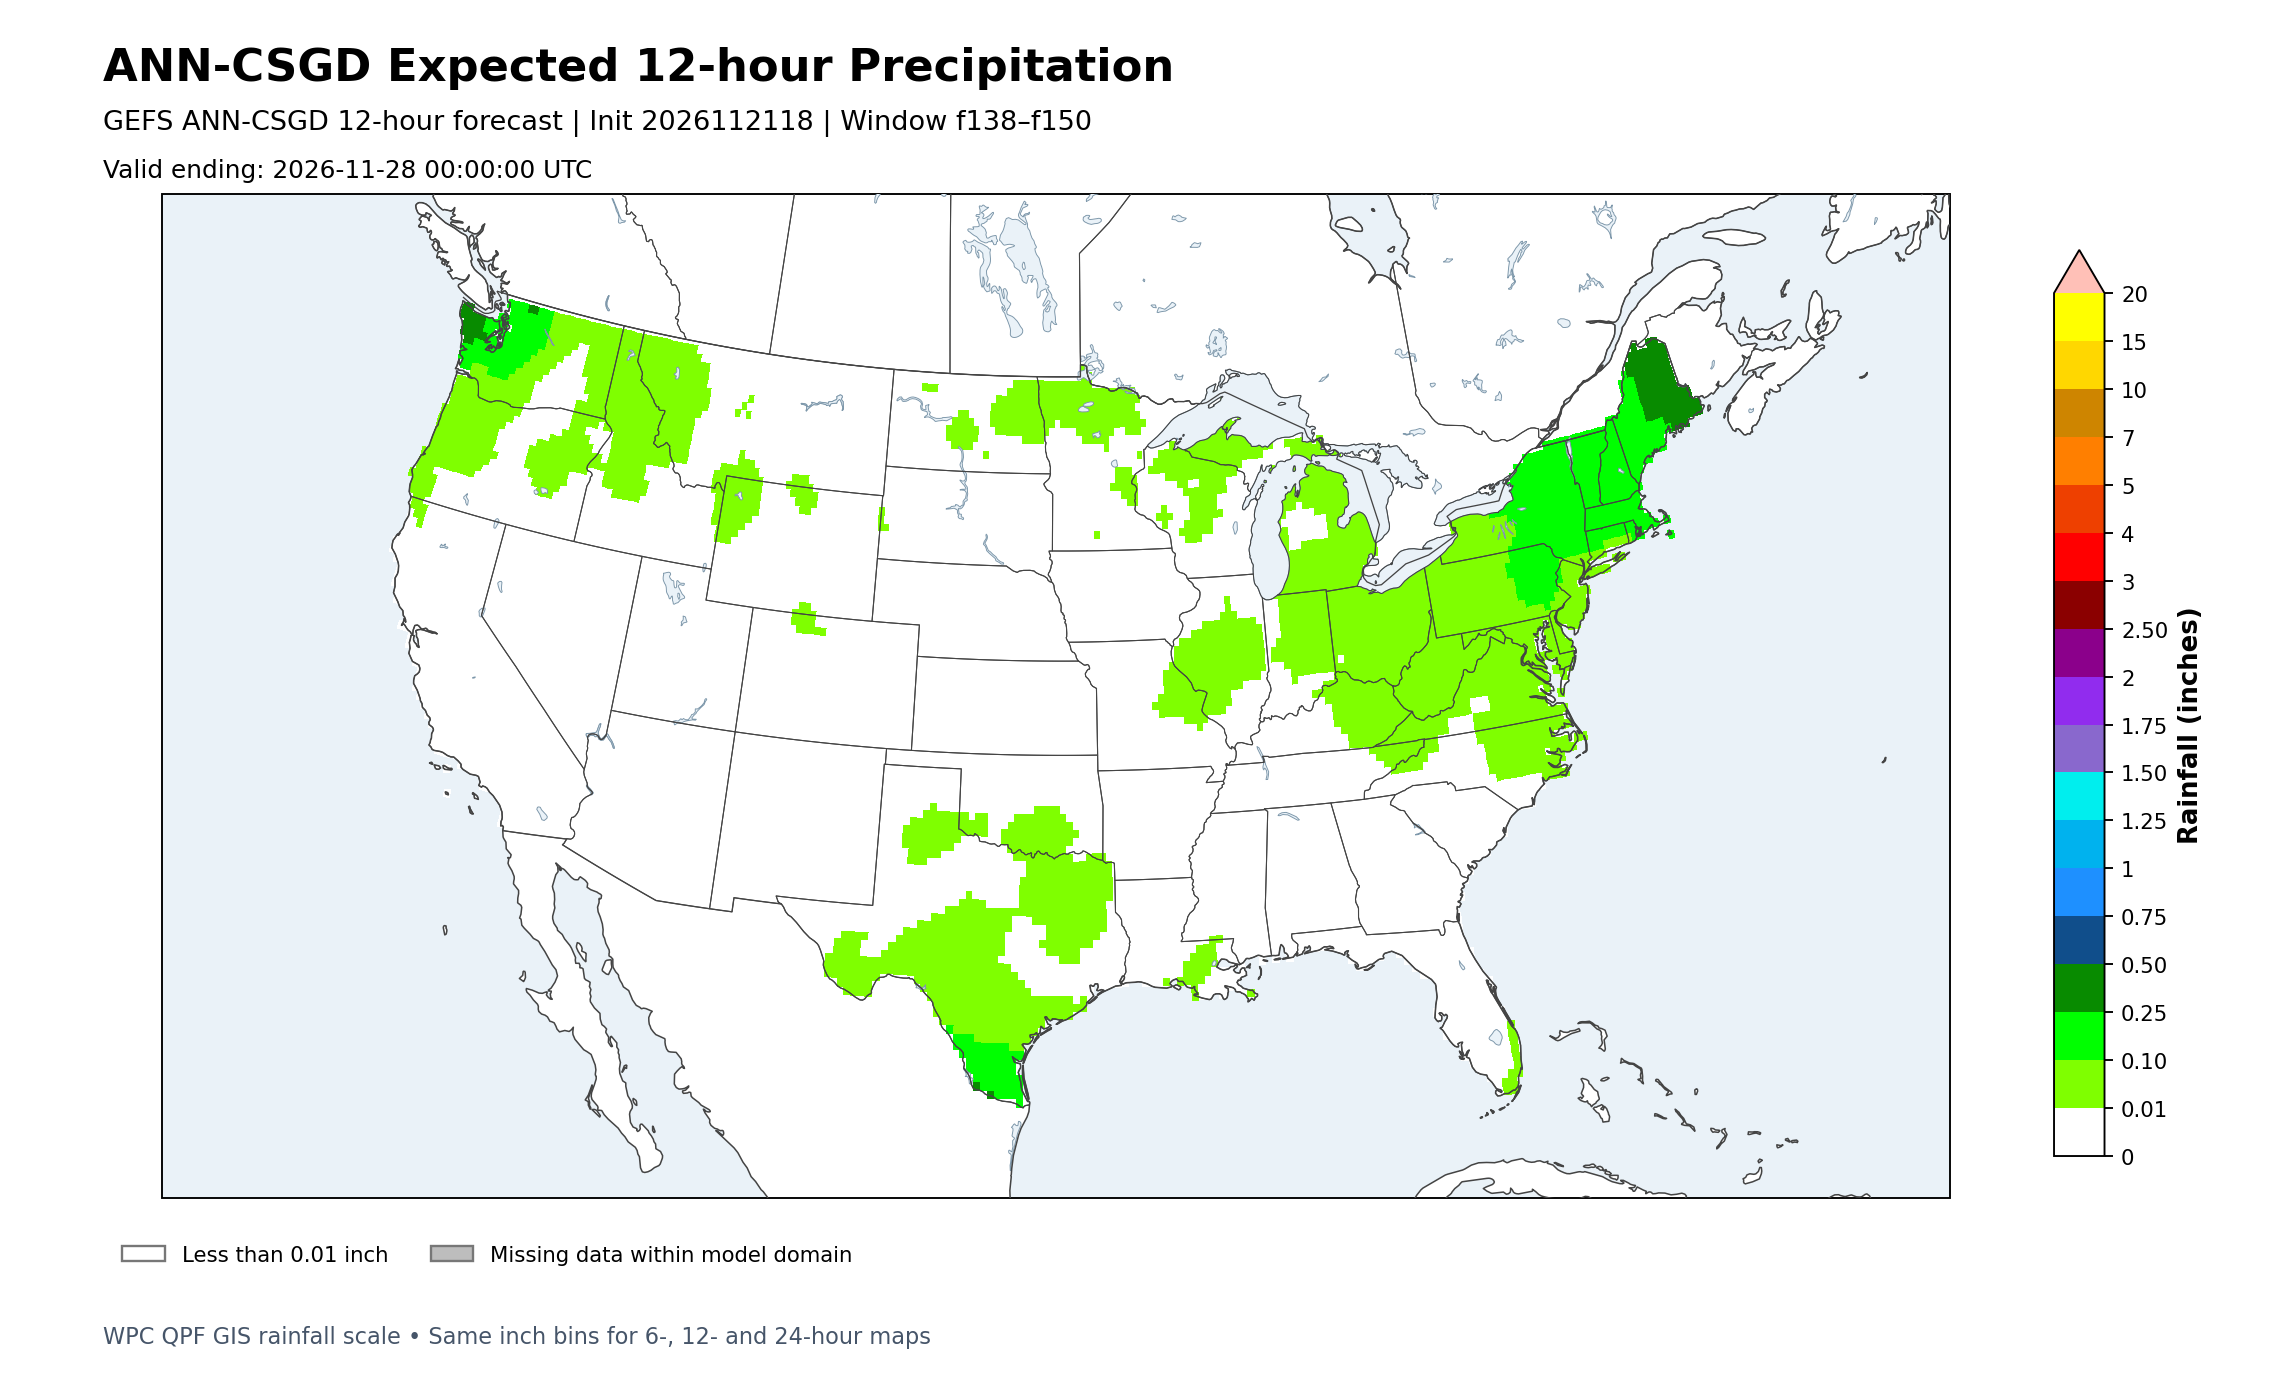 ANN-CSGD Expected 12-hour Precipitation
GEFS ANN-CSGD 12-hour forecast | Init 2026112118 | Window f138–f150
Valid ending: 2026-11-28 00:00:00 UTC
20
15
10
7
5
4
3
2.50
2
1.75
1.50
1.25
1
0.75
0.50
0.25
0.10
0.01
0
Rainfall (inches)
Less than 0.01 inch
Missing data within model domain
WPC QPF GIS rainfall scale • Same inch bins for 6-, 12- and 24-hour maps